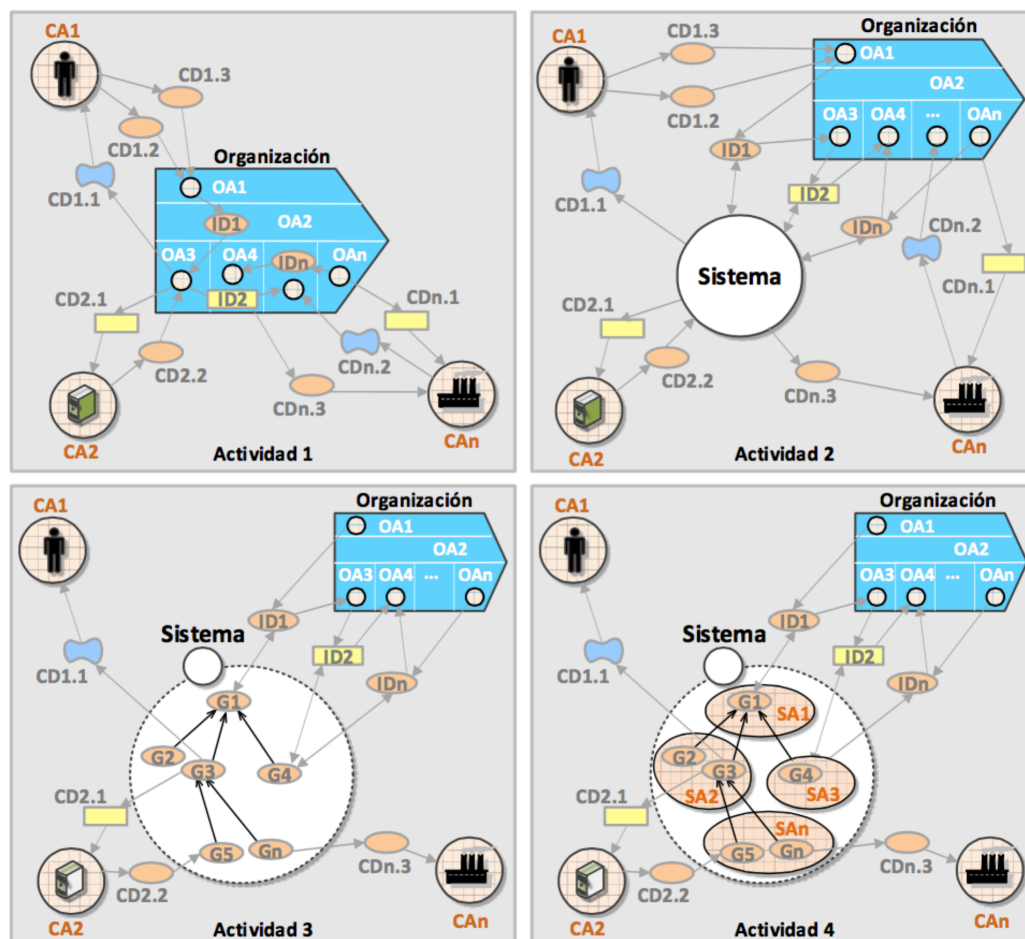 CA1
CD1.3
CD1.2
CD1.1
Organización
OA1
ID1
OA2
OA3
OA4
IDn
OAn
ID2
CD2.1
CD2.2
CDn.1
CDn.2
CDn.3
CA2
CAn
Actividad 1
CA1
CD1.3
CD1.2
CD1.1
Organización
OA1
OA2
OA3
OA4
...
OAn
ID1
ID2
IDn
CDn.2
CDn.1
Sistema
CD2.1
CD2.2
CDn.3
CA2
CAn
Actividad 2
CA1
Organización
OA1
OA2
OA3
OA4
...
OAn
ID1
ID2
IDn
Sistema
CD1.1
G1
G2
G3
G4
G5
Gn
CD2.1
CD2.2
CDn.3
CA2
CAn
Actividad 3
CA1
Organización
OA1
OA2
OA3
OA4
...
OAn
ID1
ID2
IDn
Sistema
CD1.1
G1
SA1
G2
G3
SA2
G4
SA3
SAn
G5
Gn
CD2.1
CD2.2
CDn.3
CA2
CAn
Actividad 4